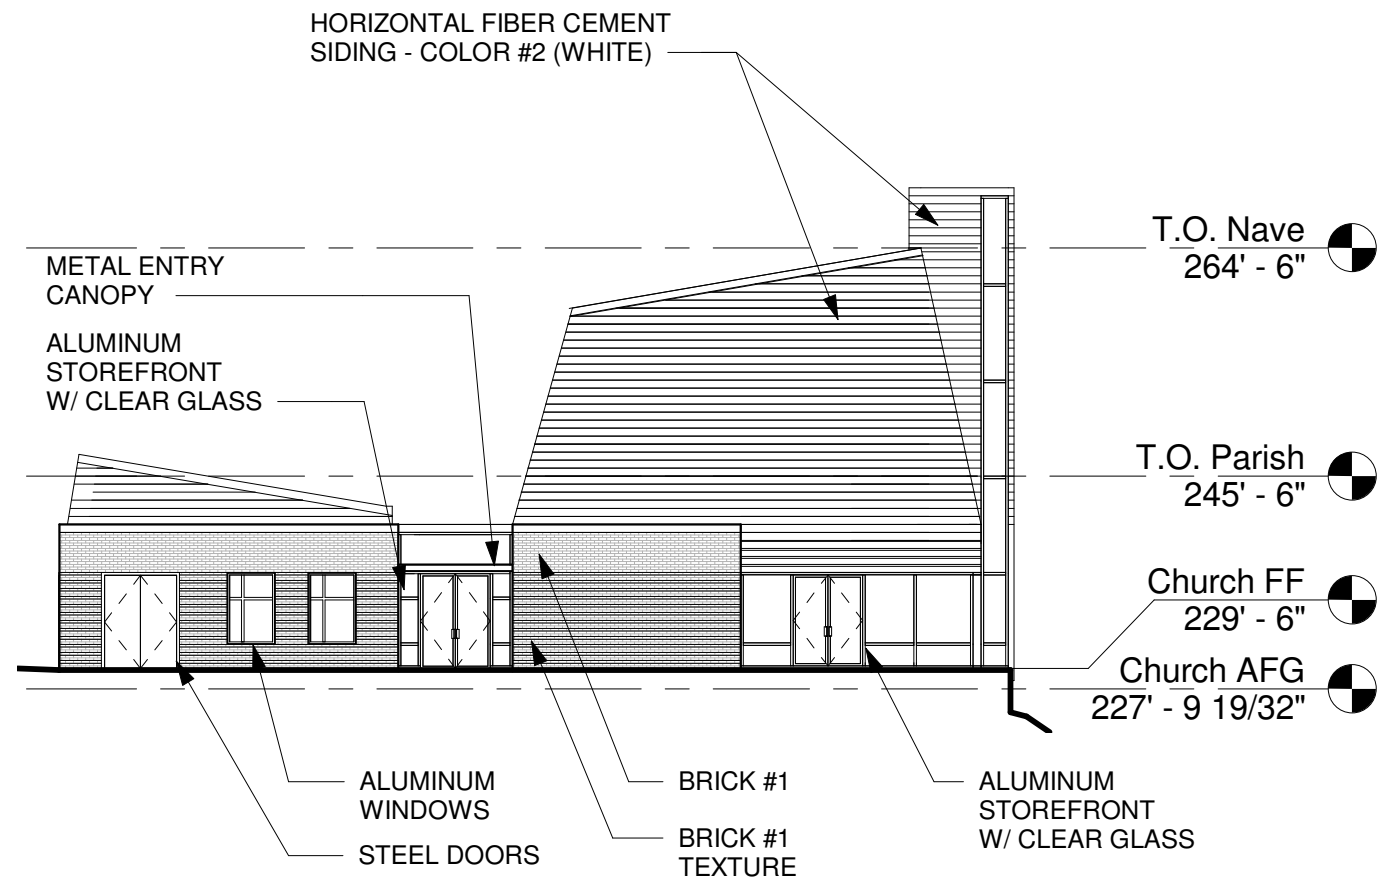 HORIZONTAL FIBER CEMENT
SIDING - COLOR #2 (WHITE)
T.O. Nave
264' - 6"
METAL ENTRY
CANOPY
ALUMINUM
STOREFRONT
W/ CLEAR GLASS
T.O. Parish
245' - 6"
Church FF
229' - 6"
Church AFG
227' - 9 19/32"
ALUMINUM
WINDOWS
STEEL DOORS
BRICK #1
BRICK #1
TEXTURE
ALUMINUM
STOREFRONT
W/ CLEAR GLASS